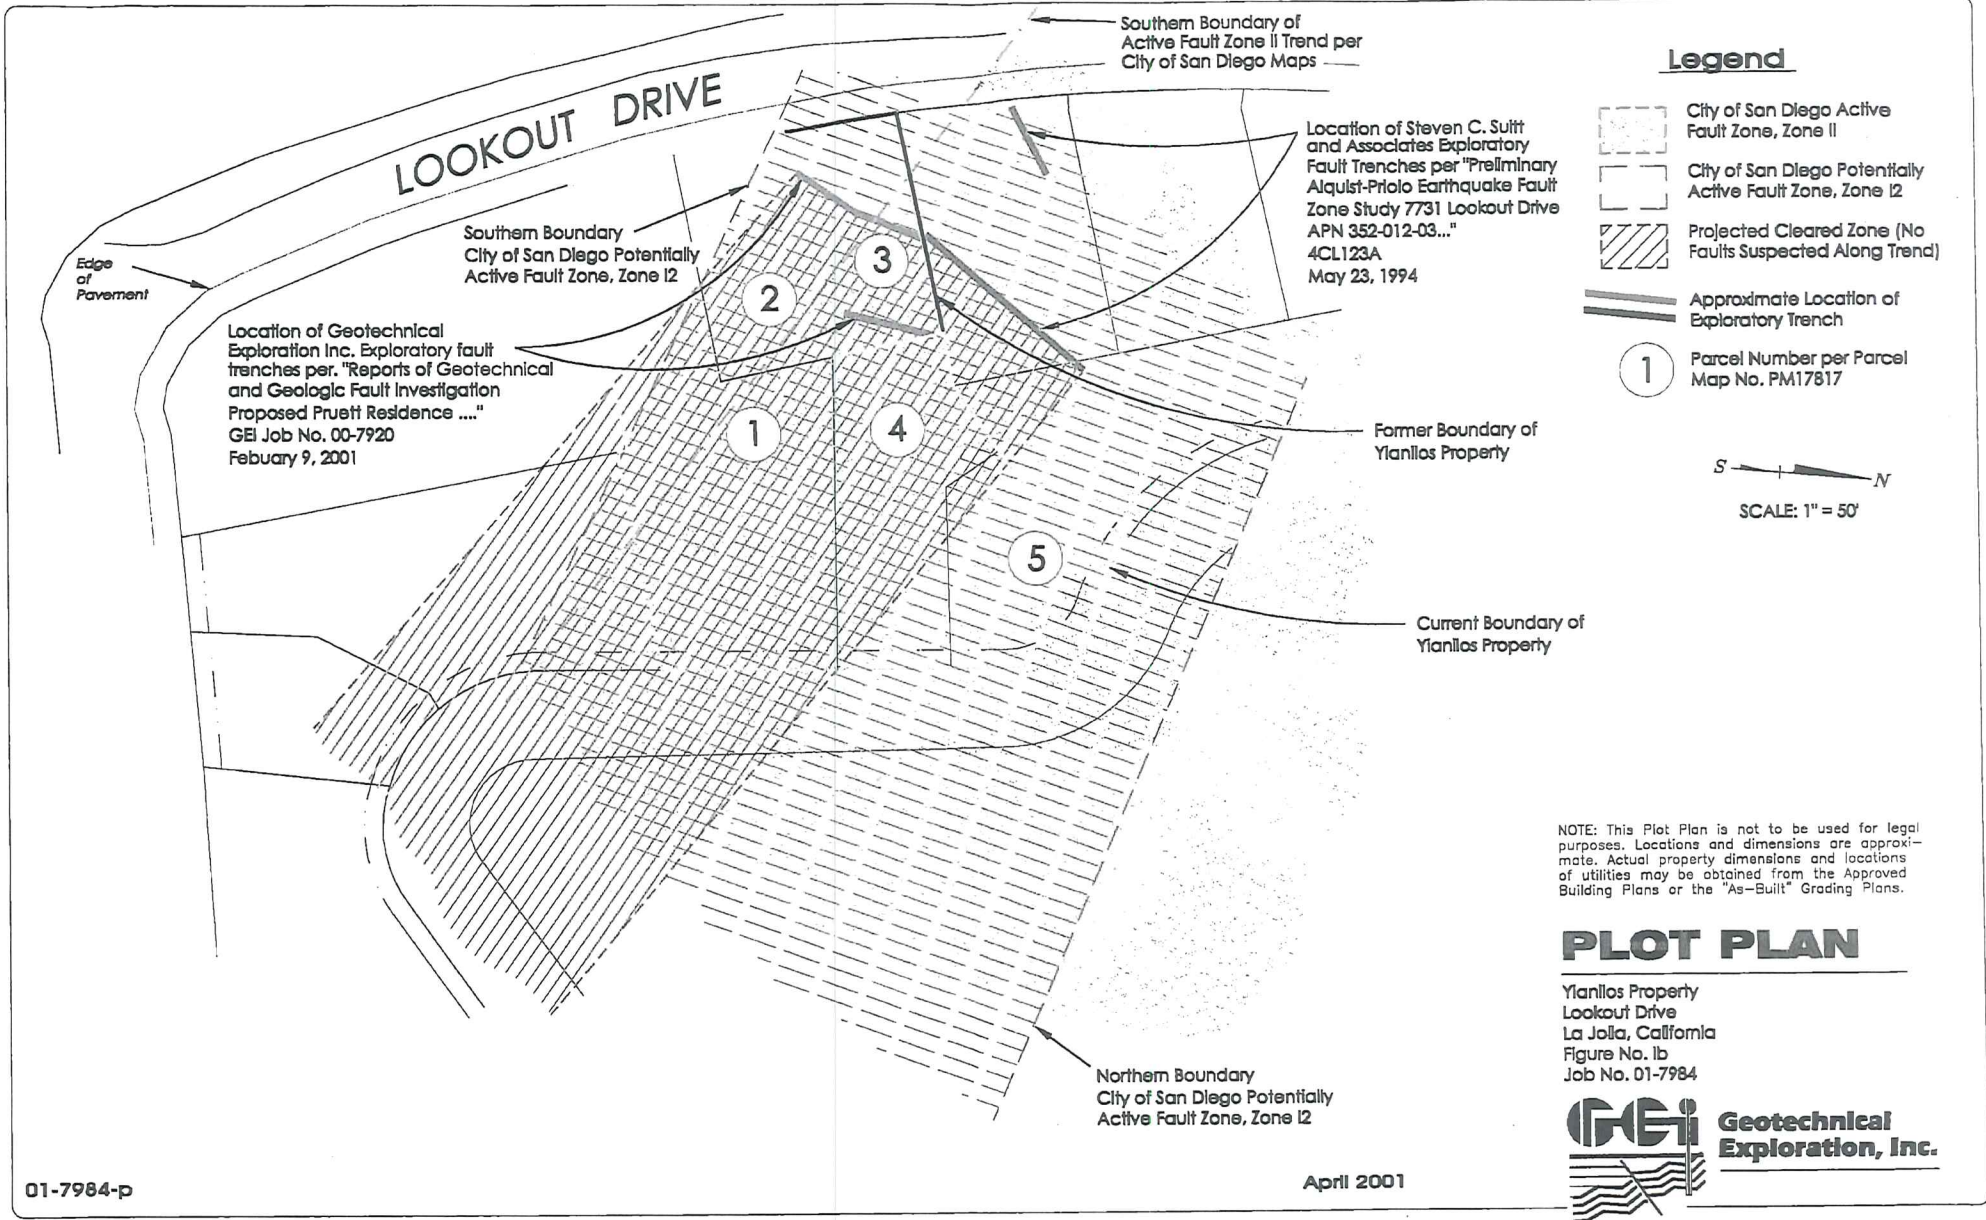 Southern Boundary of
Active Fault Zone II Trend per
City of San Diego Maps
LOOKOUT DRIVE
Edge
of
Pavement
Southern Boundary
City of San Diego Potentially
Active Fault Zone, Zone I2
Location of Geotechnical
Exploration Inc. Exploratory fault
trenches per. "Reports of Geotechnical
and Geologic Fault Investigation
Proposed Pruett Residence ...."
GEI Job No. 00-7920
Febuary 9, 2001
Location of Steven C. Suitt
and Associates Exploratory
Fault Trenches per "Preliminary
Alquist-Priolo Earthquake Fault
Zone Study 7731 Lookout Drive
APN 352-012-03..."
4CL123A
May 23, 1994
2
3
1
4
5
Former Boundary of
Yianilos Property
Current Boundary of
Yianilos Property
Northern Boundary
City of San Diego Potentially
Active Fault Zone, Zone I2
Legend
City of San Diego Active
Fault Zone, Zone II
City of San Diego Potentially
Active Fault Zone, Zone I2
Projected Cleared Zone (No
Faults Suspected Along Trend)
Approximate Location of
Exploratory Trench
1
Parcel Number per Parcel
Map No. PM17817
S N
SCALE: 1" = 50'
NOTE: This Plot Plan is not to be used for legal
purposes. Locations and dimensions are approxi-
mate. Actual property dimensions and locations
of utilities may be obtained from the Approved
Building Plans or the "As-Built" Grading Plans.
PLOT PLAN
Yianilos Property
Lookout Drive
La Jolla, California
Figure No. Ib
Job No. 01-7984
GEI
Geotechnical
Exploration, Inc.
April 2001
01-7984-p